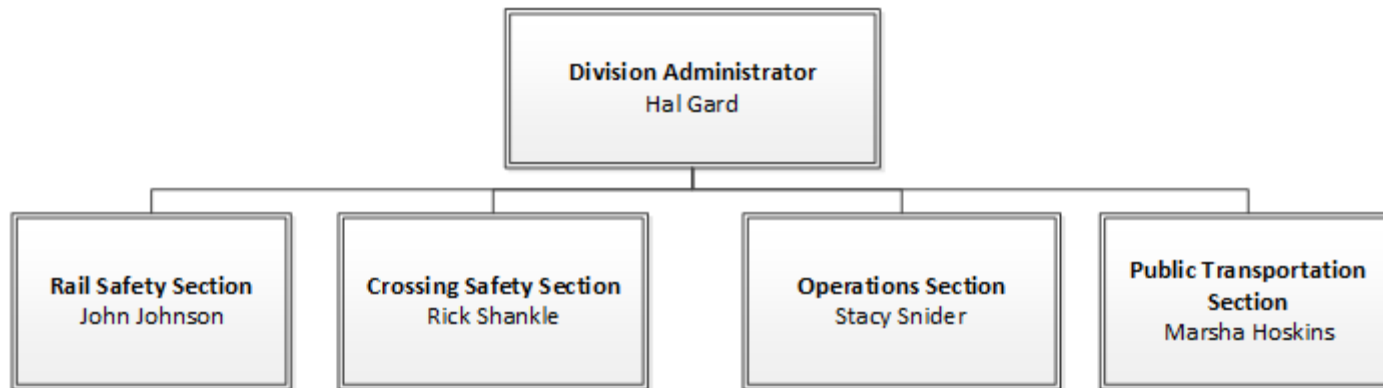 Division Administrator
Hal Gard
Rail Safety Section
John Johnson
Crossing Safety Section
Rick Shankle
Operations Section
Stacy Snider
Public Transportation
Section
Marsha Hoskins